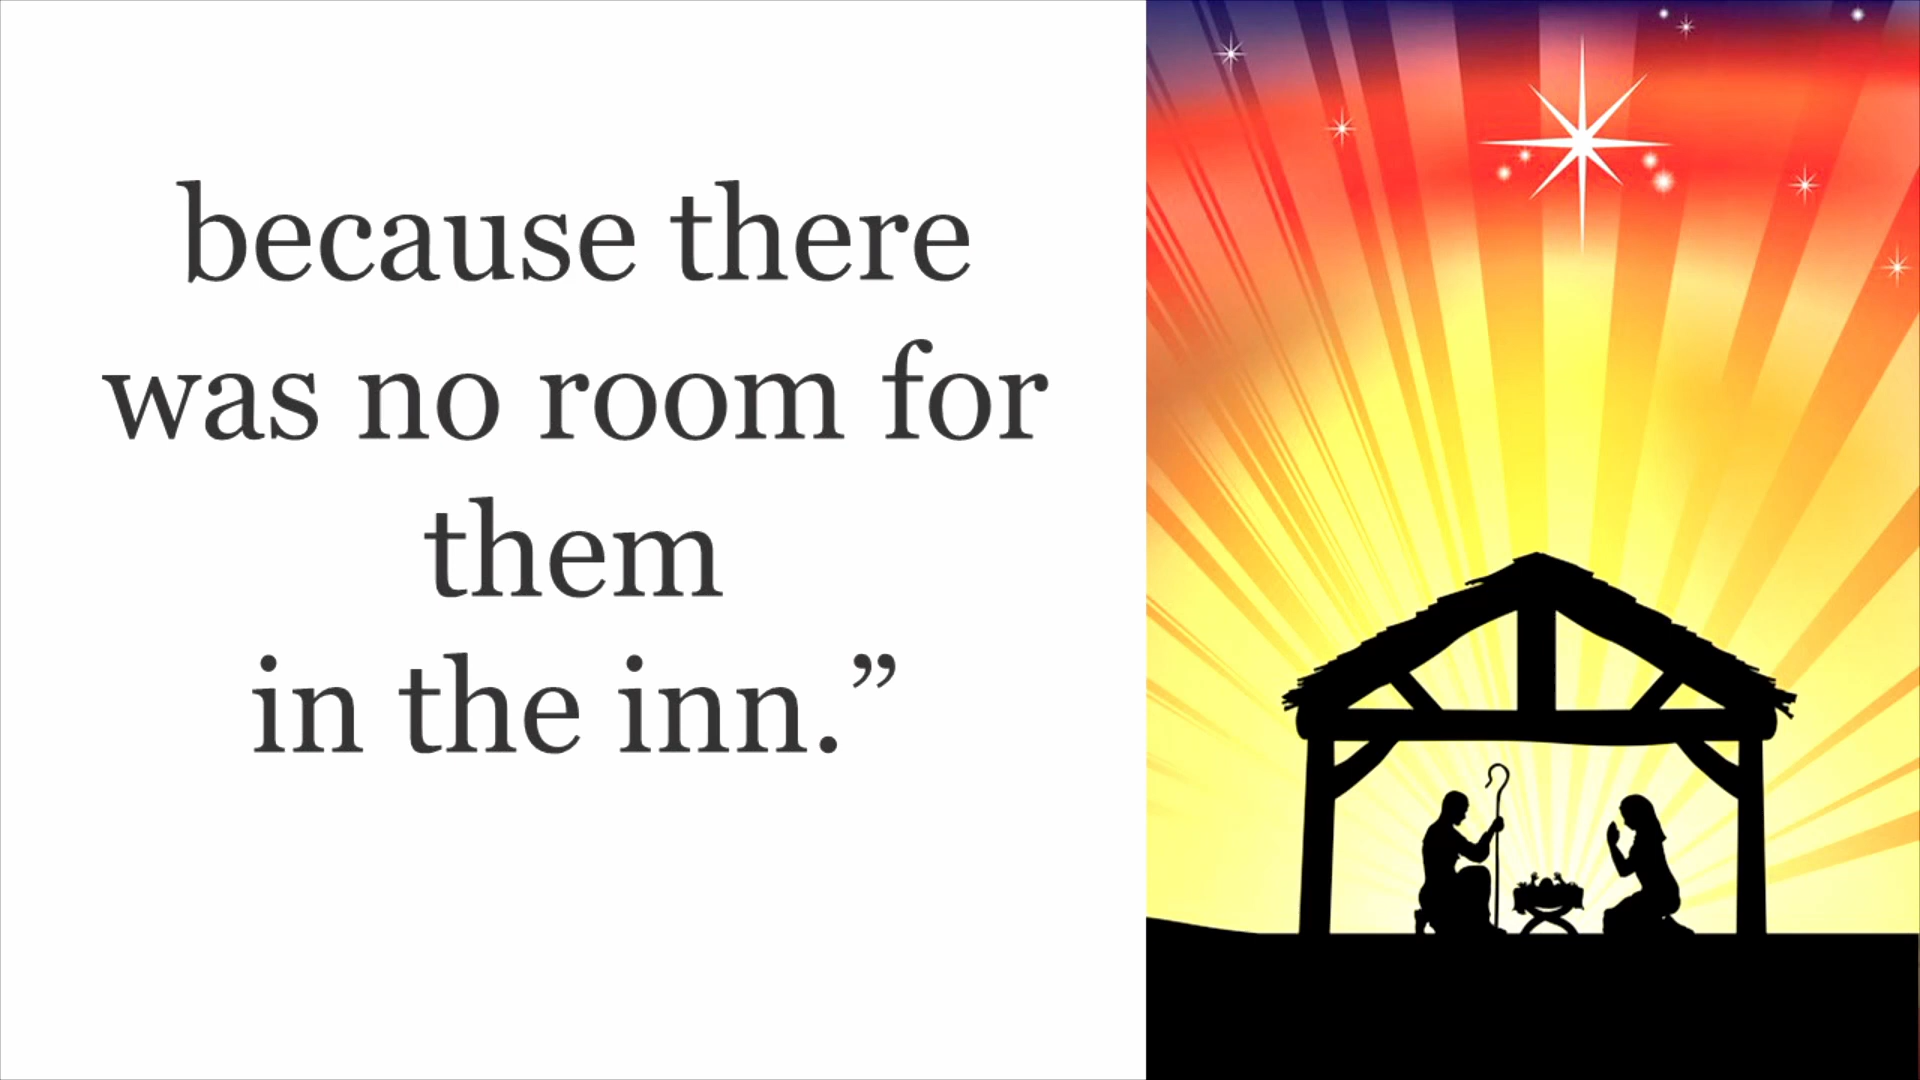 because there
was no room for
them
in the inn.”